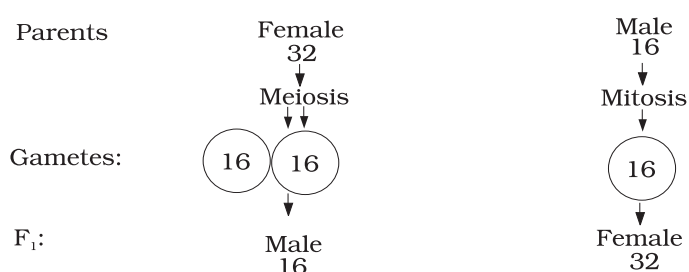 Parents Female Male
32 16
Meiosis Mitosis
Gametes: 16 16 16
F₁: Male Female
16 32